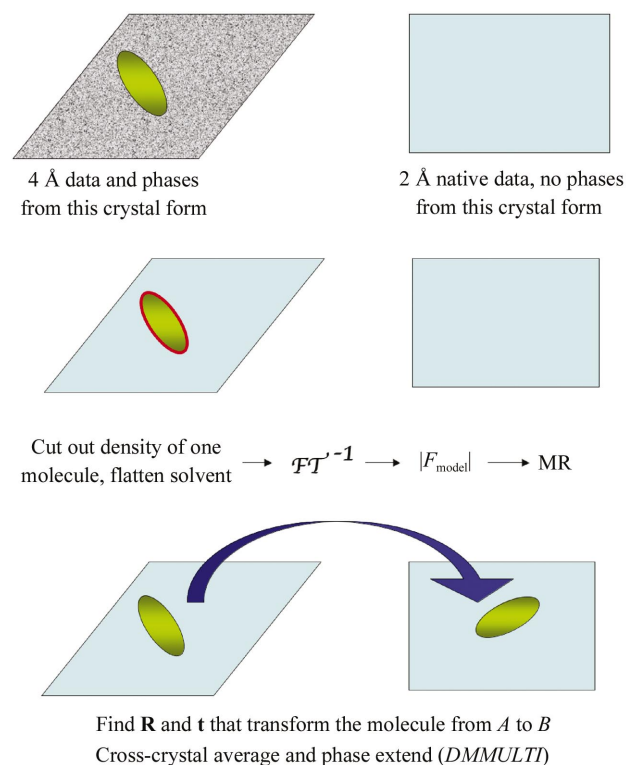 4 Å data and phases
from this crystal form
2 Å native data, no phases
from this crystal form
Cut out density of one
molecule, flatten solvent → ℱ𝒯⁻¹ → |F_model| → MR
Find R and t that transform the molecule from A to B
Cross-crystal average and phase extend (DMMULTI)